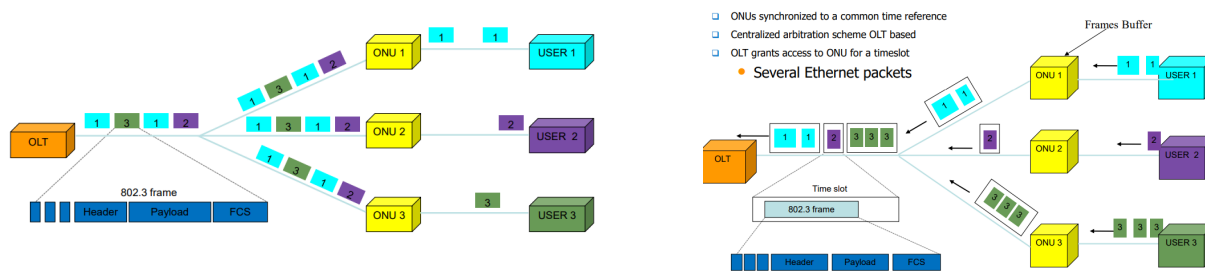 1 1
ONU 1
USER 1
1 3 1 2
1 3 1 2
OLT
1 3 1 2
ONU 2
2
USER 2
1 3 1 2
802.3 frame
Header Payload FCS
ONU 3
3
USER 3
ONUs synchronized to a common time reference
Centralized arbitration scheme OLT based
OLT grants access to ONU for a timeslot
Several Ethernet packets
Frames Buffer
ONU 1
1 1
USER 1
1 1
1 1 2 3 3 3
OLT
2
ONU 2
2
USER 2
Time slot
802.3 frame
3 3 3
ONU 3
3 3 3
USER 3
Header Payload FCS